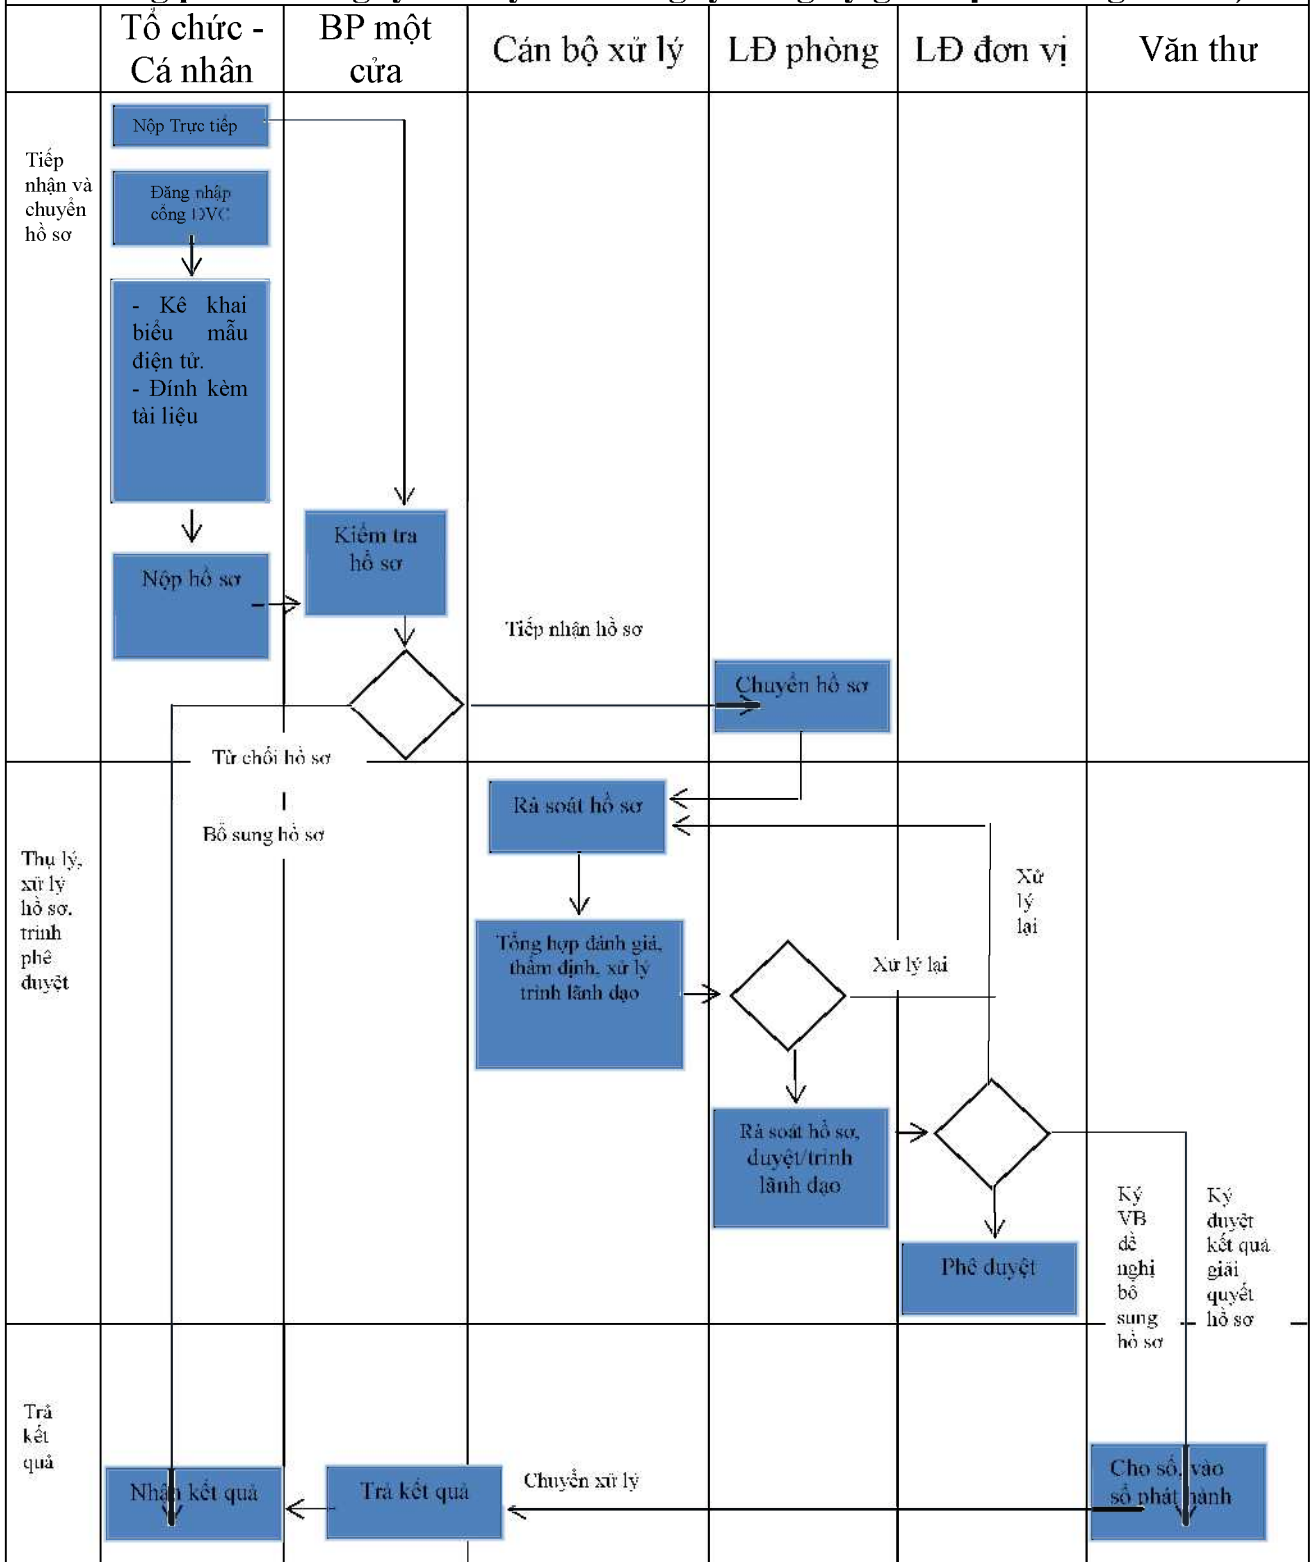 Tổ chức -
Cá nhân
BP một
cửa
Cán bộ xử lý
LĐ phòng
LĐ đơn vị
Văn thư
Tiếp
nhận và
chuyển
hồ sơ
Nộp Trực tiếp
Đăng nhập
cổng DVC
- Kê khai
biểu mẫu
điện tử.
- Đính kèm
tài liệu
Nộp hồ sơ
Kiểm tra
hồ sơ
Tiếp nhận hồ sơ
Chuyển hồ sơ
Từ chối hồ sơ
Bổ sung hồ sơ
Thụ lý,
xử lý
hồ sơ.
trình
phê
duyệt
Rà soát hồ sơ
Xử
lý
lại
Tổng hợp đánh giá,
thẩm định, xử lý
trình lãnh đạo
Xử lý lại
Rà soát hồ sơ,
duyệt/trình
lãnh đạo
Phê duyệt
Ký
VB
đề
nghị
bổ
sung
hồ sơ
Ký
duyệt
kết quả
giải
quyết
hồ sơ
Trả
kết
quả
Nhận kết quả
Trả kết quả
Chuyển xử lý
Cho số, vào
sổ phát hành